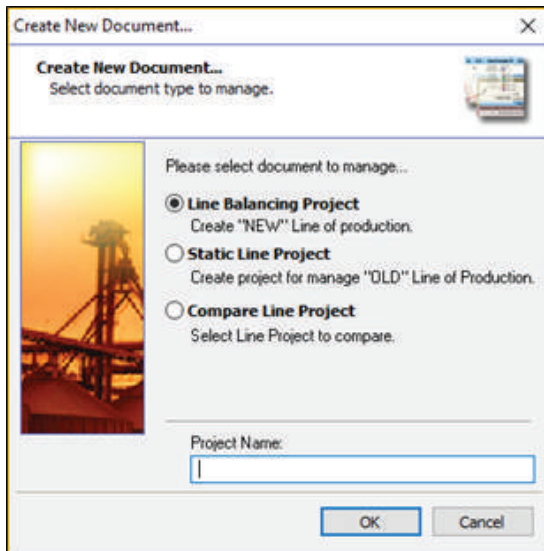 Create New Document...
Create New Document...
Select document type to manage.
Please select document to manage...
Line Balancing Project
Create "NEW" Line of production.
Static Line Project
Create project for manage "OLD" Line of Production.
Compare Line Project
Select Line Project to compare.
Project Name:
OK Cancel